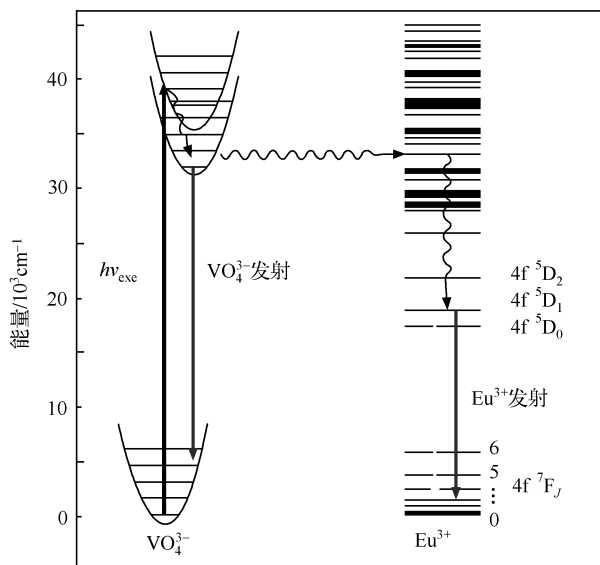 能量/10³cm⁻¹
40
30
20
10
0
hν_exe
VO₄³⁻发射
VO₄³⁻
4f ⁵D₂
4f ⁵D₁
4f ⁵D₀
Eu³⁺发射
6
5
⋮
0
4f ⁷F_J
Eu³⁺